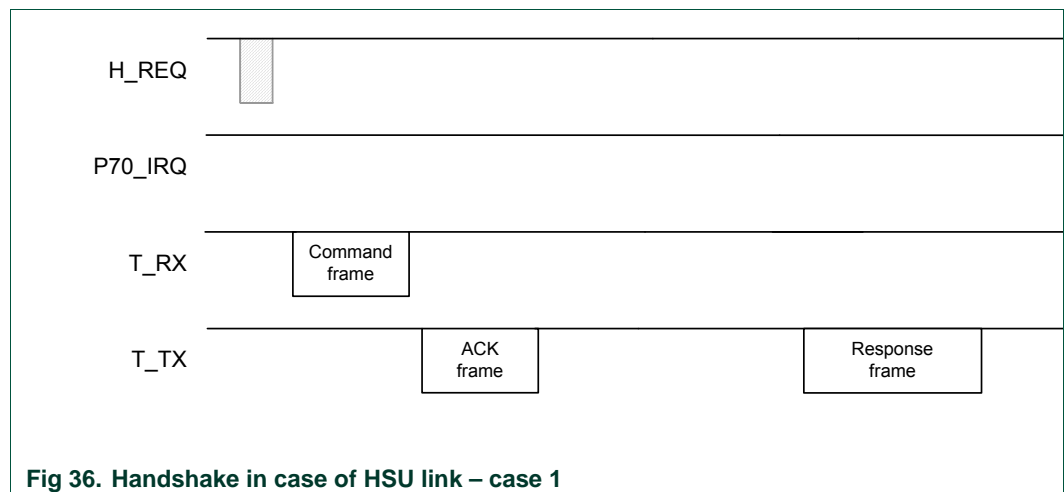 H_REQ
P70_IRQ
T_RX
Command
frame
T_TX
ACK
frame
Response
frame
Fig 36. Handshake in case of HSU link – case 1